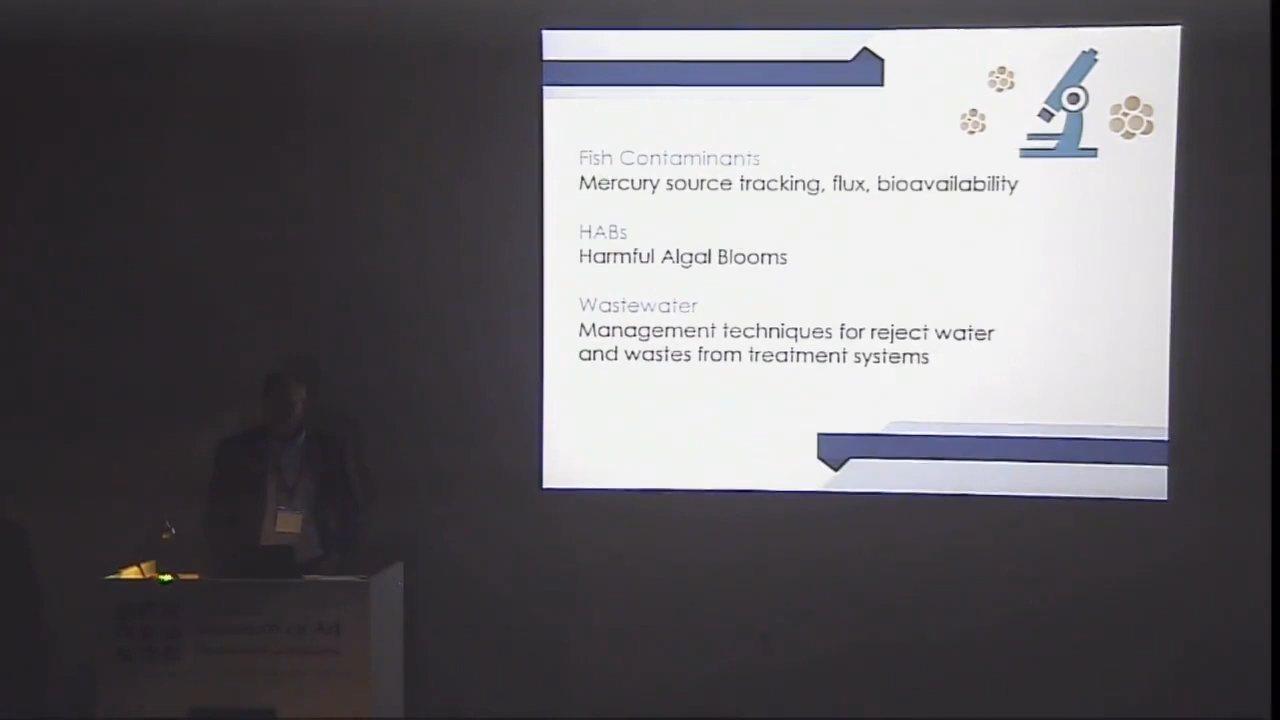 Fish Contaminants
Mercury source tracking, flux, bioavailability
HABs
Harmful Algal Blooms
Wastewater
Management techniques for reject water
and wastes from treatment systems